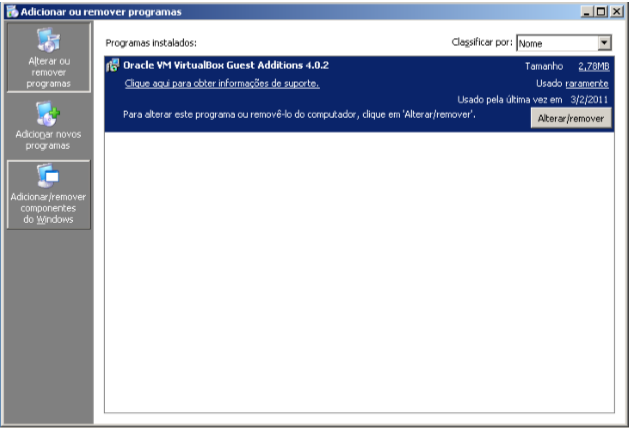 Adicionar ou remover programas
Alterar ou
remover
programas
Adicionar novos
programas
Adicionar/remover
componentes
do Windows
Programas instalados:
Classificar por: Nome
Oracle VM VirtualBox Guest Additions 4.0.2
Tamanho 2,78MB
Clique aqui para obter informações de suporte.
Usado raramente
Usado pela última vez em 3/2/2011
Para alterar este programa ou removê-lo do computador, clique em 'Alterar/remover'.
Alterar/remover